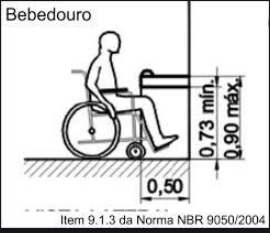 Bebedouro
0,73 mín.
0,90 máx.
0,50
Item 9.1.3 da Norma NBR 9050/2004